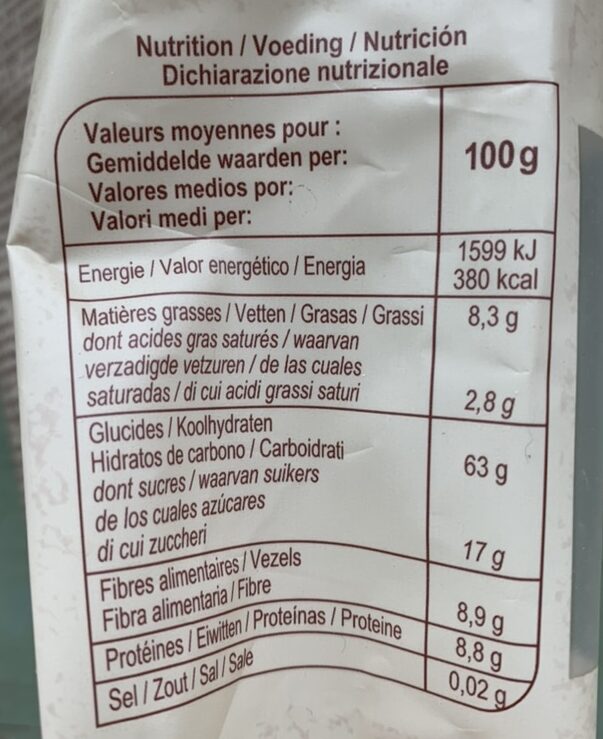 Nutrition / Voeding / Nutrición
Dichiarazione nutrizionale
Valeurs moyennes pour :
Gemiddelde waarden per:
Valores medios por:
Valori medi per:
100 g
Energie / Valor energético / Energia
1599 kJ
380 kcal
Matières grasses / Vetten / Grasas / Grassi
8,3 g
dont acides gras saturés / waarvan
verzadigde vetzuren / de las cuales
saturadas / di cui acidi grassi saturi
2,8 g
Glucides / Koolhydraten
Hidratos de carbono / Carboidrati
63 g
dont sucres / waarvan suikers
de los cuales azúcares
di cui zuccheri
17 g
Fibres alimentaires / Vezels
Fibra alimentaria / Fibre
8,9 g
Protéines / Eiwitten / Proteínas / Proteine
8,8 g
Sel / Zout / Sal / Sale
0,02 g